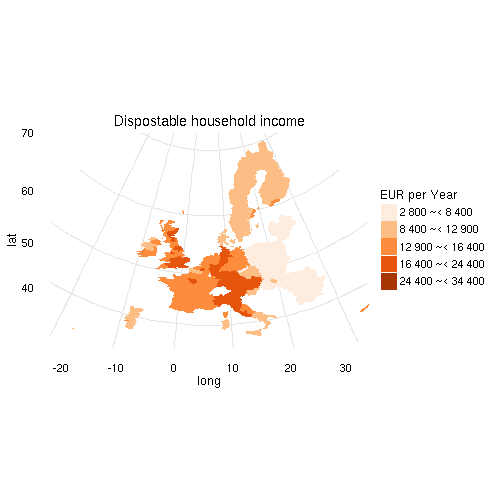 Dispostable household income
70
60
50
40
lat
-20 -10 0 10 20 30
long
EUR per Year
2 800 ~< 8 400
8 400 ~< 12 900
12 900 ~< 16 400
16 400 ~< 24 400
24 400 ~< 34 400